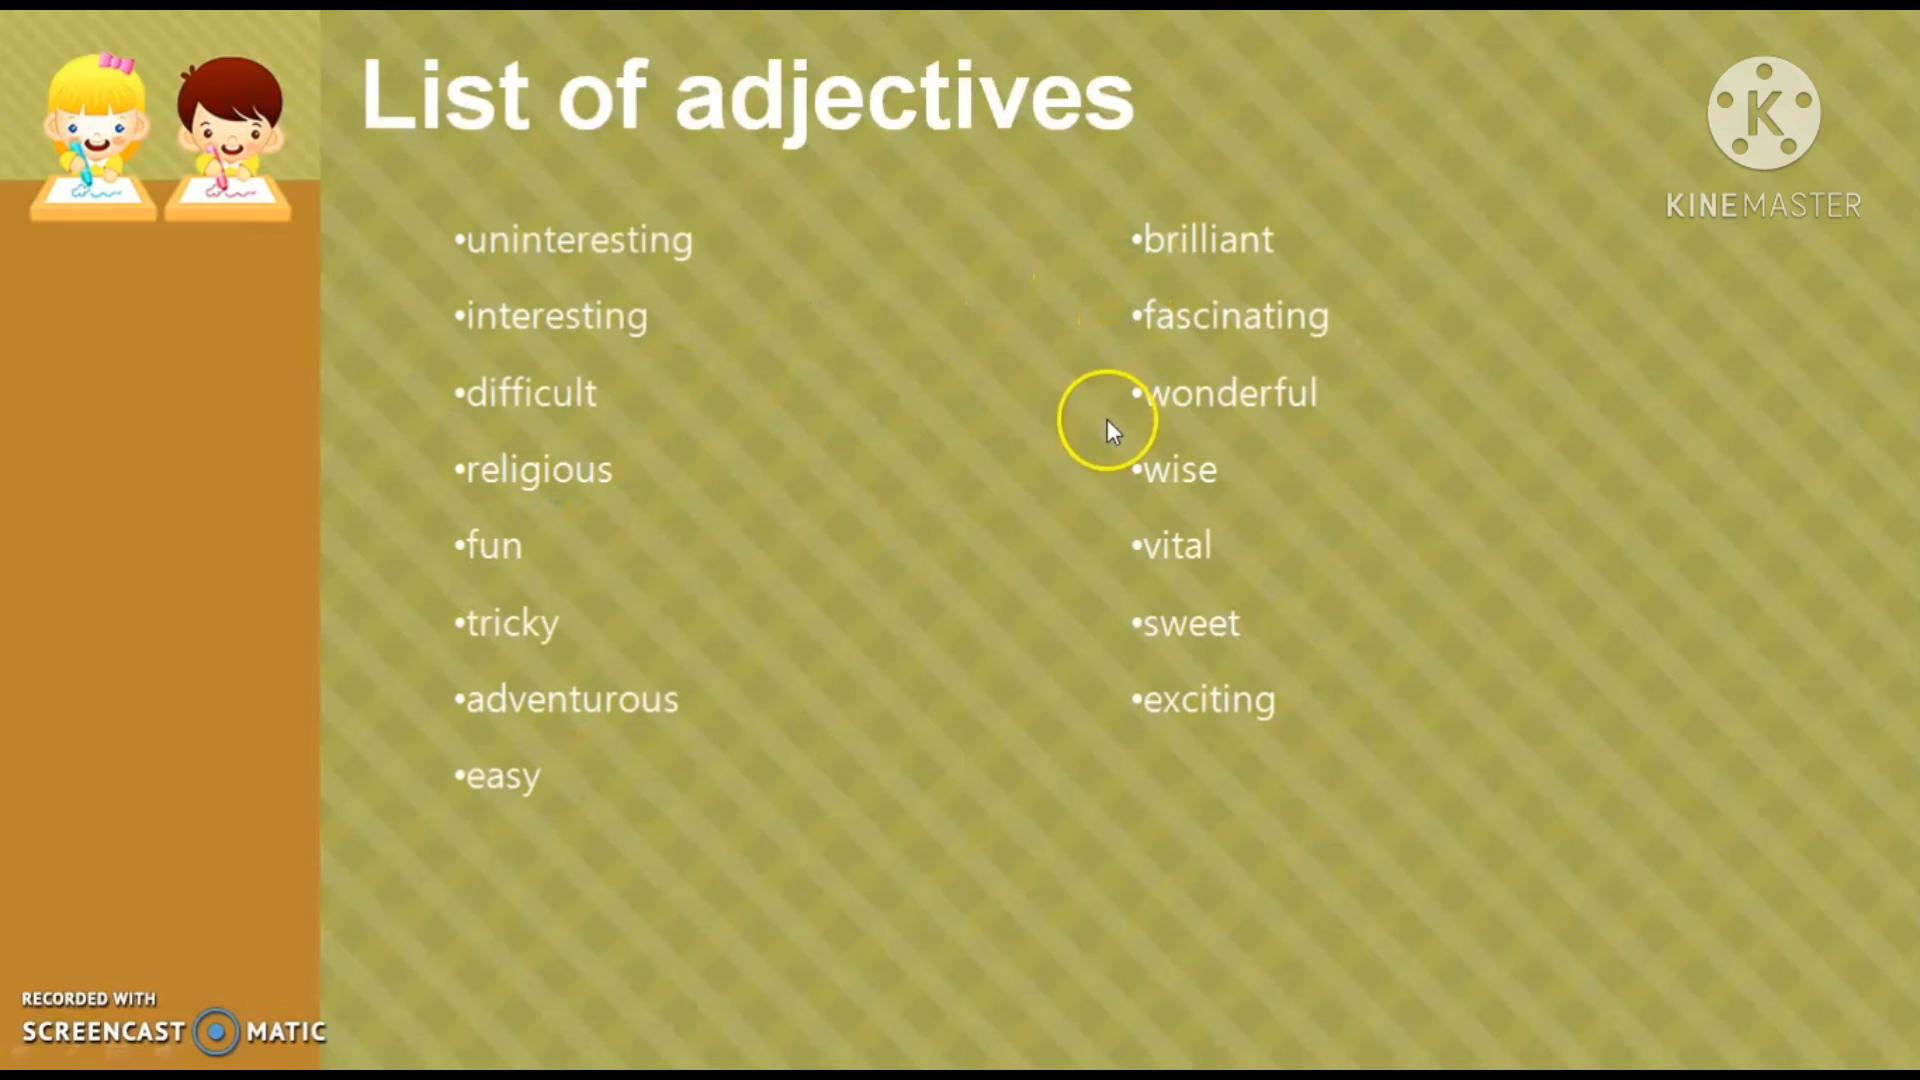 List of adjectives
•uninteresting
•interesting
•difficult
•religious
•fun
•tricky
•adventurous
•easy
•brilliant
•fascinating
•wonderful
•wise
•vital
•sweet
•exciting
K
KINEMASTER
RECORDED WITH
SCREENCAST MATIC